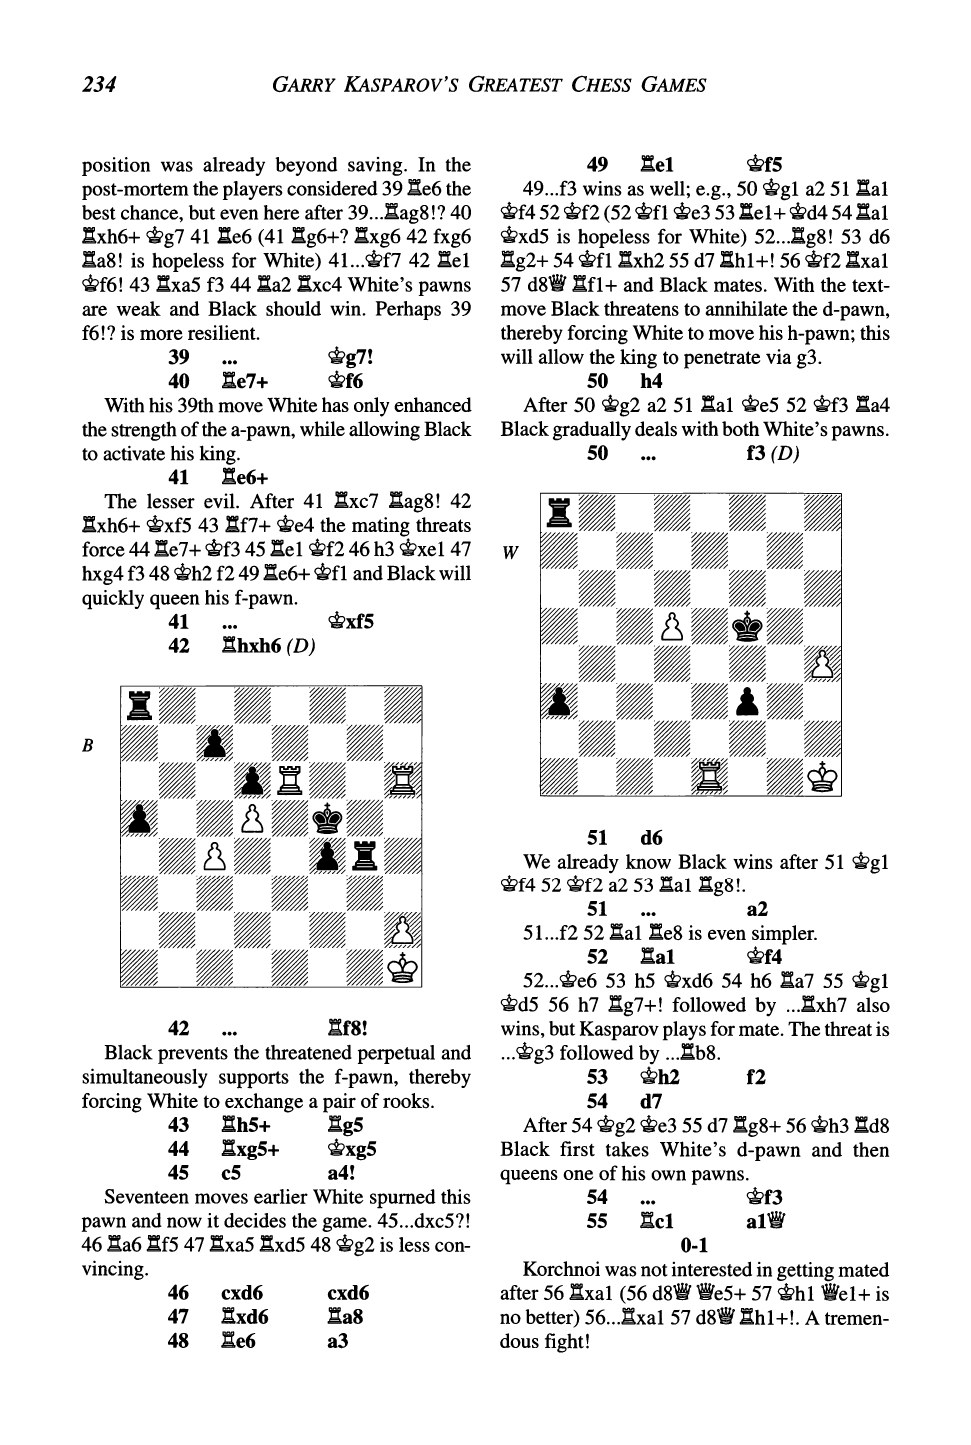 234
GARRY KASPAROV'S GREATEST CHESS GAMES
position was already beyond saving. In the
post-mortem the players considered 39 ♖e6 the
best chance, but even here after 39...♖ag8!? 40
♖xh6+ ♔g7 41 ♖e6 (41 ♖g6+? ♖xg6 42 fxg6
♖a8! is hopeless for White) 41...♔f7 42 ♖e1
♔f6! 43 ♖xa5 f3 44 ♖a2 ♖xc4 White's pawns
are weak and Black should win. Perhaps 39
f6!? is more resilient.
39 ... ♔g7!
40 ♖e7+ ♔f6
With his 39th move White has only enhanced
the strength of the a-pawn, while allowing Black
to activate his king.
41 ♖e6+
The lesser evil. After 41 ♖xc7 ♖ag8! 42
♖xh6+ ♔xf5 43 ♖f7+ ♔e4 the mating threats
force 44 ♖e7+ ♔f3 45 ♖e1 ♔f2 46 h3 ♔xe1 47
hxg4 f3 48 ♔h2 f2 49 ♖e6+ ♔f1 and Black will
quickly queen his f-pawn.
41 ... ♔xf5
42 ♖hxh6 (D)
B
42 ... ♖f8!
Black prevents the threatened perpetual and
simultaneously supports the f-pawn, thereby
forcing White to exchange a pair of rooks.
43 ♖h5+ ♖g5
44 ♖xg5+ ♔xg5
45 c5 a4!
Seventeen moves earlier White spurned this
pawn and now it decides the game. 45...dxc5?!
46 ♖a6 ♖f5 47 ♖xa5 ♖xd5 48 ♔g2 is less con-
vincing.
46 cxd6 cxd6
47 ♖xd6 ♖a8
48 ♖e6 a3
49 ♖e1 ♔f5
49...f3 wins as well; e.g., 50 ♔g1 a2 51 ♖a1
♔f4 52 ♔f2 (52 ♔f1 ♔e3 53 ♖e1+ ♔d4 54 ♖a1
♔xd5 is hopeless for White) 52...♖g8! 53 d6
♖g2+ 54 ♔f1 ♖xh2 55 d7 ♖h1+! 56 ♔f2 ♖xa1
57 d8♕ ♖f1+ and Black mates. With the text-
move Black threatens to annihilate the d-pawn,
thereby forcing White to move his h-pawn; this
will allow the king to penetrate via g3.
50 h4
After 50 ♔g2 a2 51 ♖a1 ♔e5 52 ♔f3 ♖a4
Black gradually deals with both White's pawns.
50 ... f3 (D)
W
51 d6
We already know Black wins after 51 ♔g1
♔f4 52 ♔f2 a2 53 ♖a1 ♖g8!.
51 ... a2
51...f2 52 ♖a1 ♖e8 is even simpler.
52 ♖a1 ♔f4
52...♔e6 53 h5 ♔xd6 54 h6 ♖a7 55 ♔g1
♔d5 56 h7 ♖g7+! followed by ...♖xh7 also
wins, but Kasparov plays for mate. The threat is
...♔g3 followed by ...♖b8.
53 ♔h2 f2
54 d7
After 54 ♔g2 ♔e3 55 d7 ♖g8+ 56 ♔h3 ♖d8
Black first takes White's d-pawn and then
queens one of his own pawns.
54 ... ♔f3
55 ♖c1 a1♕
0-1
Korchnoi was not interested in getting mated
after 56 ♖xa1 (56 d8♕ ♕e5+ 57 ♔h1 ♕e1+ is
no better) 56...♖xa1 57 d8♕ ♖h1+!. A tremen-
dous fight!